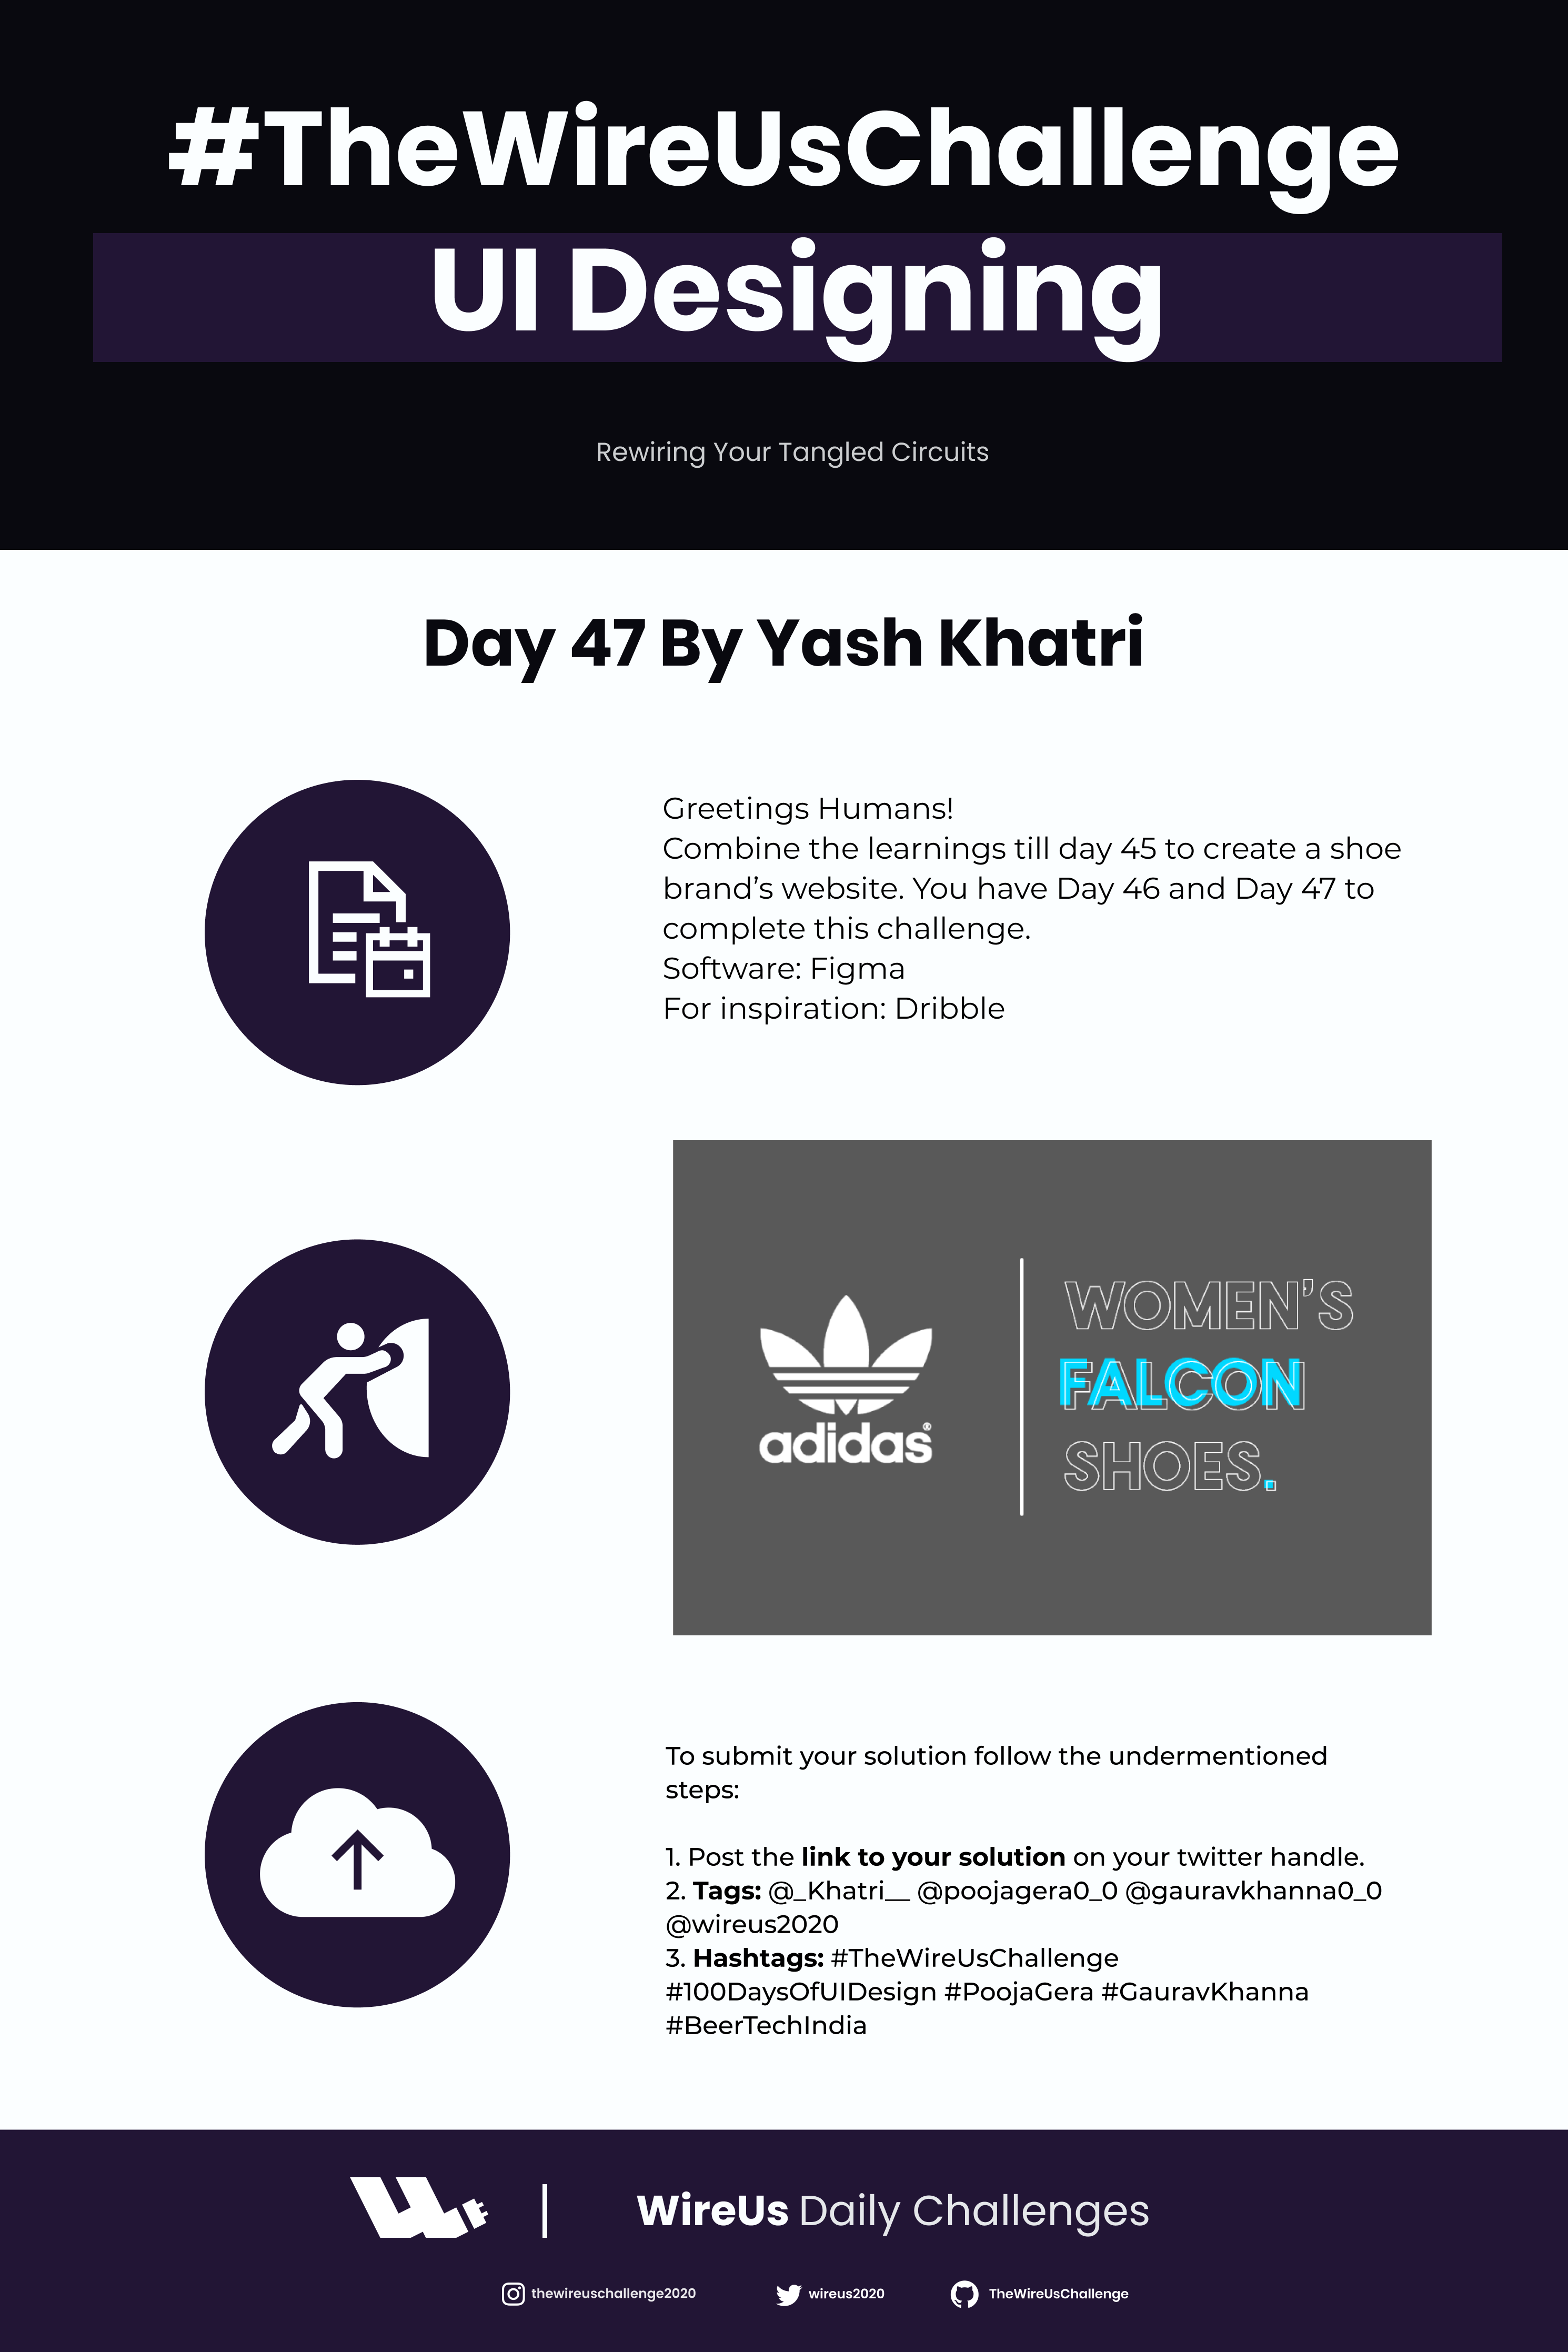 #TheWireUsChallenge
UI Designing
Rewiring Your Tangled Circuits
Day 47 By Yash Khatri
Greetings Humans!
Combine the learnings till day 45 to create a shoe
brand’s website. You have Day 46 and Day 47 to
complete this challenge.
Software: Figma
For inspiration: Dribble
adidas®
WOMEN’S
FALCON
SHOES.
To submit your solution follow the undermentioned
steps:
1. Post the link to your solution on your twitter handle.
2. Tags: @_Khatri__ @poojagera0_0 @gauravkhanna0_0
@wireus2020
3. Hashtags: #TheWireUsChallenge
#100DaysOfUIDesign #PoojaGera #GauravKhanna
#BeerTechIndia
WireUs Daily Challenges
thewireuschallenge2020 wireus2020 TheWireUsChallenge